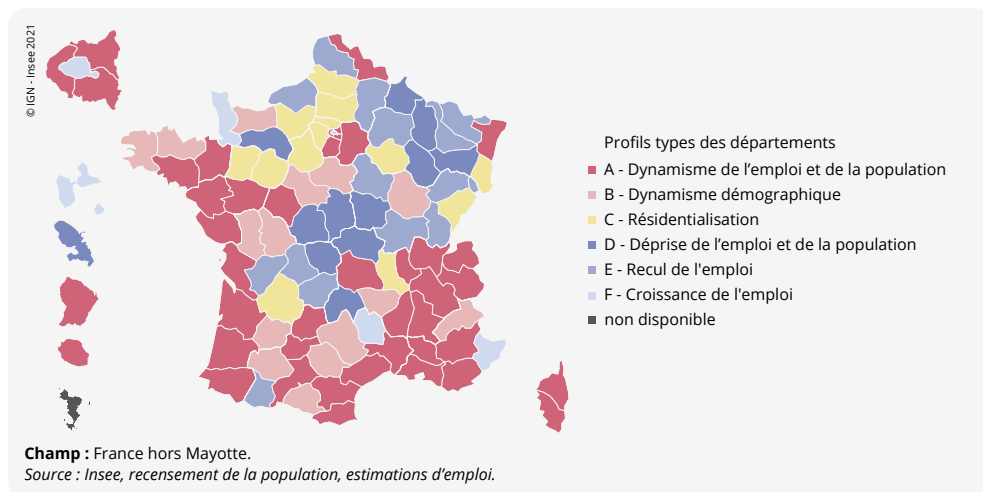 © IGN - Insee 2021
Profils types des départements
A - Dynamisme de l’emploi et de la population
B - Dynamisme démographique
C - Résidentialisation
D - Déprise de l’emploi et de la population
E - Recul de l'emploi
F - Croissance de l'emploi
non disponible
Champ : France hors Mayotte.
Source : Insee, recensement de la population, estimations d’emploi.